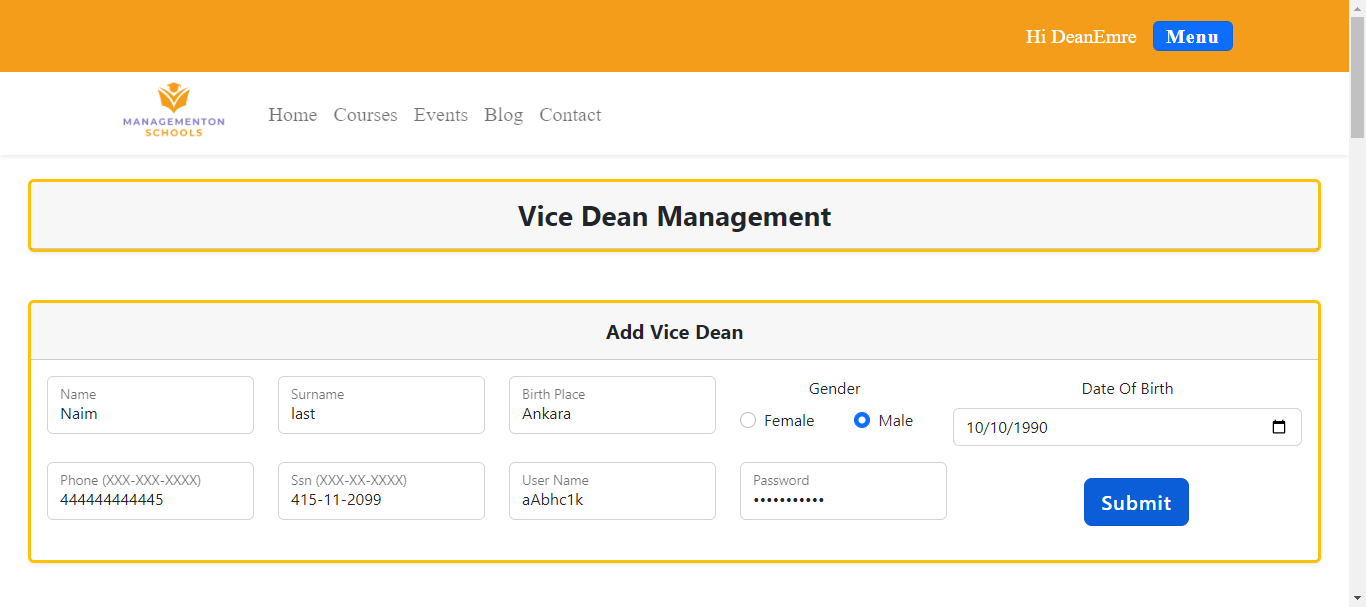 Hi DeanEmre Menu
MANAGEMENTON
SCHOOLS
Home Courses Events Blog Contact
Vice Dean Management
Add Vice Dean
Name
Naim
Surname
last
Birth Place
Ankara
Gender
Female Male
Date Of Birth
10/10/1990
Phone (XXX-XXX-XXXX)
444444444445
Ssn (XXX-XX-XXXX)
415-11-2099
User Name
aAbhc1k
Password
•••••••••••
Submit